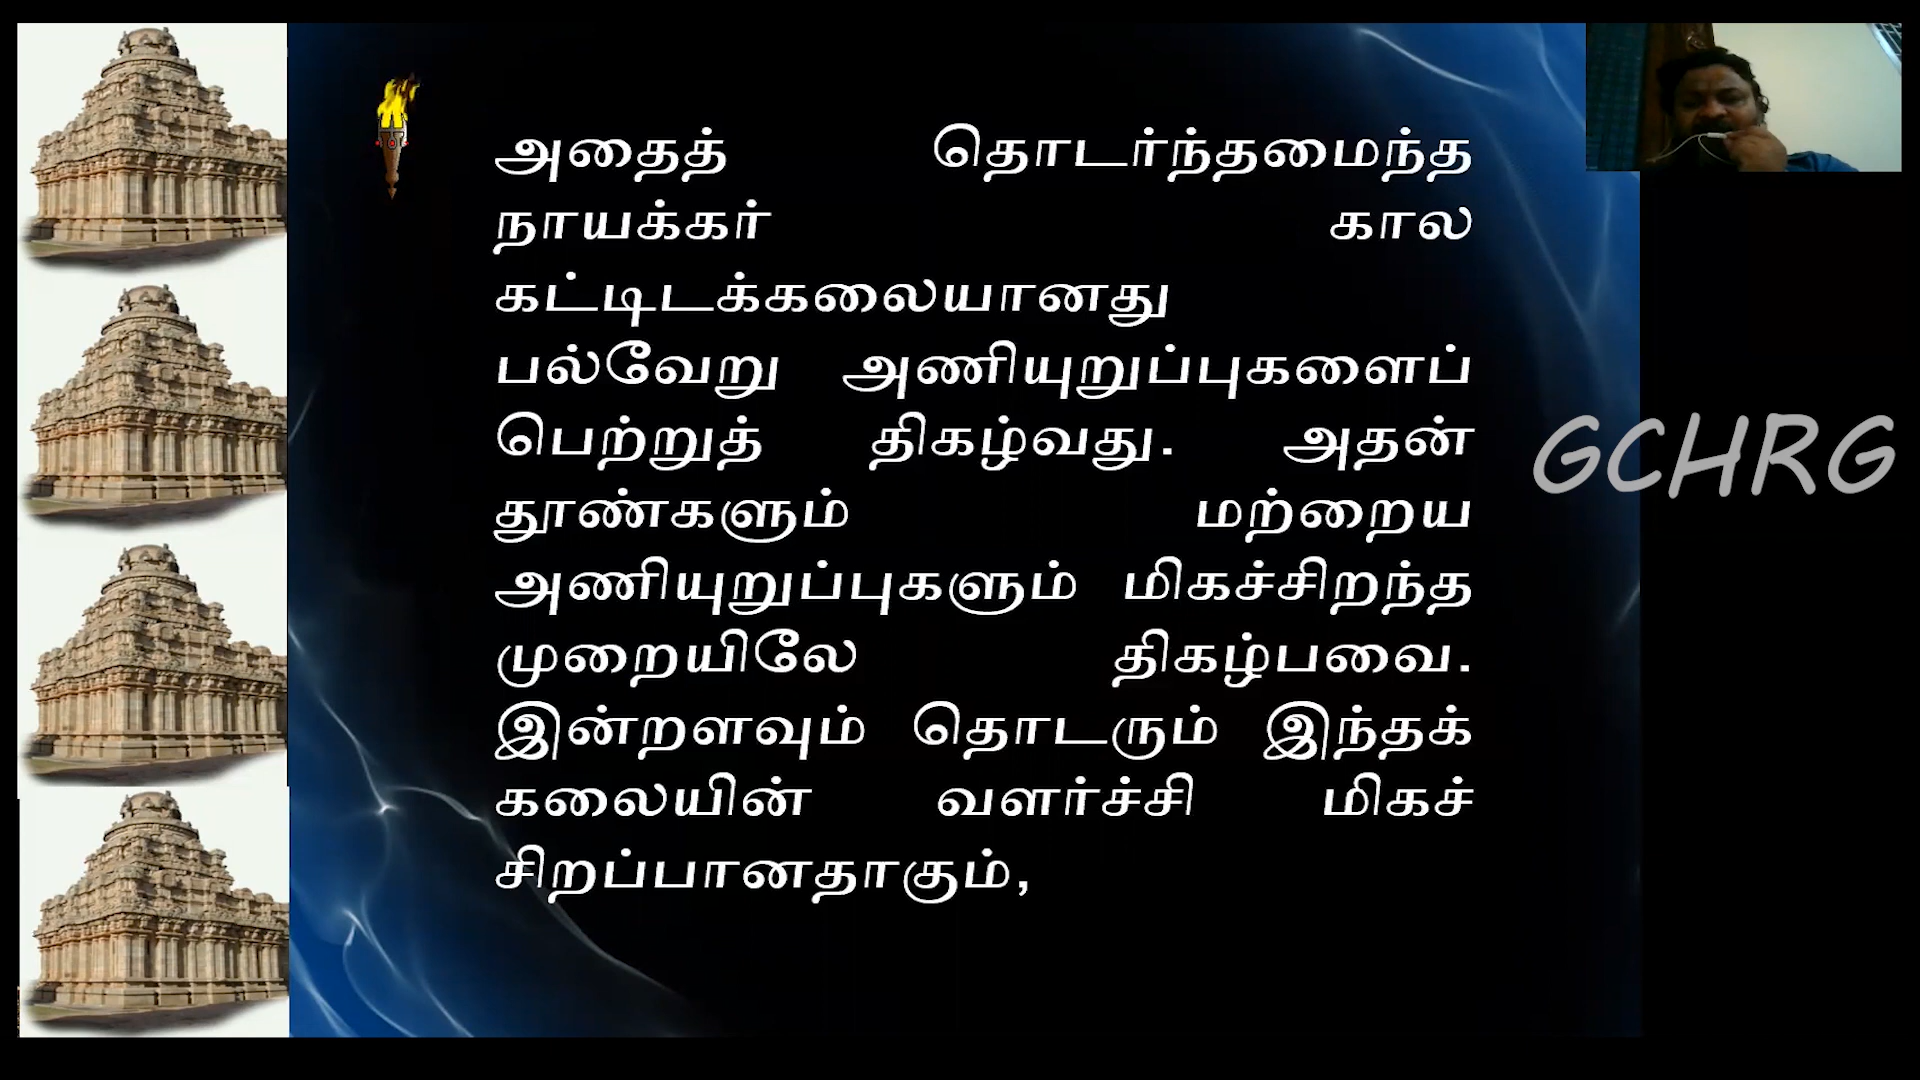 அதைத் தொடர்ந்தமைந்த
நாயக்கர் கால
கட்டிடக்கலையானது
பல்வேறு அணியுறுப்புகளைப்
பெற்றுத் திகழ்வது. அதன்
தூண்களும் மற்றைய
அணியுறுப்புகளும் மிகச்சிறந்த
முறையிலே திகழ்பவை.
இன்றளவும் தொடரும் இந்தக்
கலையின் வளர்ச்சி மிகச்
சிறப்பானதாகும்,
GCHRG